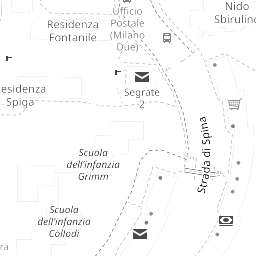 Ufficio
Postale
(Milano
Due)
Residenza
Fontanile
Nido
Sbirulino
Segrate
2
Residenza
Spiga
Strada di Spina
Scuola
dell'infanzia
Grimm
Scuola
dell'infanzia
Collodi
za